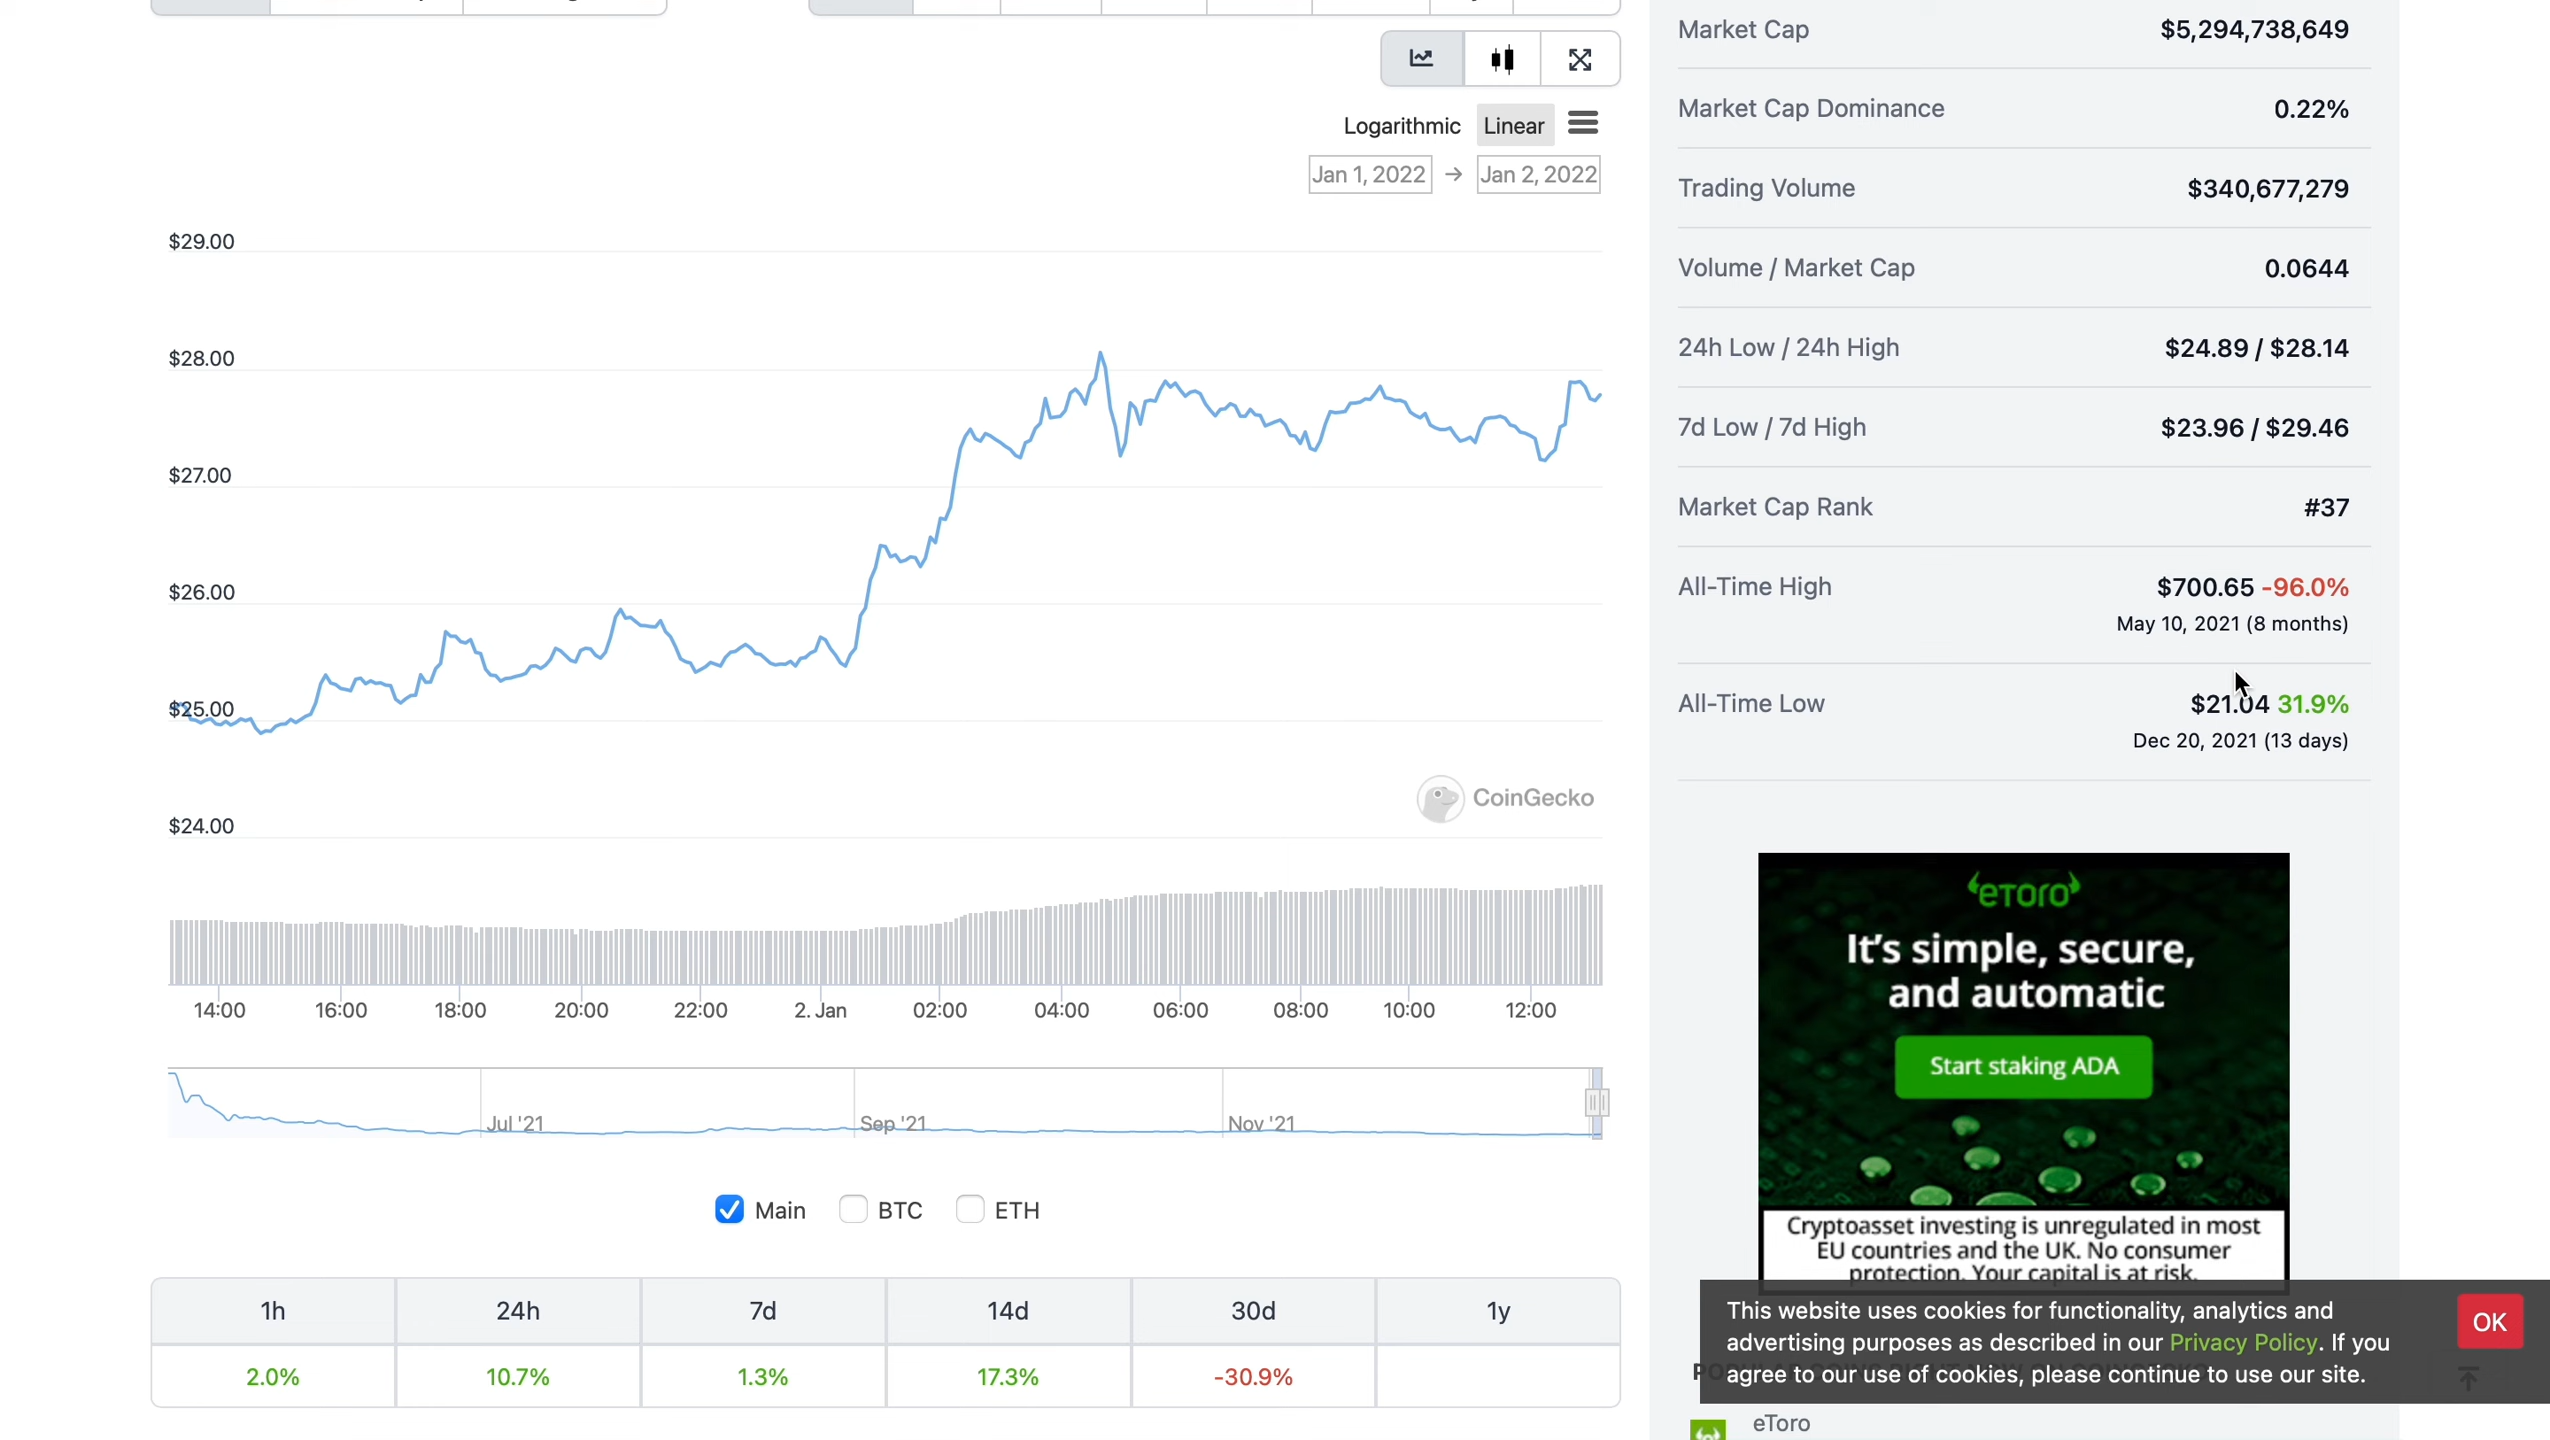 Logarithmic Linear
Jan 1, 2022 → Jan 2, 2022
$29.00
$28.00
$27.00
$26.00
$25.00
$24.00
CoinGecko
14:00 16:00 18:00 20:00 22:00 2. Jan 02:00 04:00 06:00 08:00 10:00 12:00
Jul '21 Sep '21 Nov '21
Main BTC ETH
1h 24h 7d 14d 30d 1y
2.0% 10.7% 1.3% 17.3% -30.9%
Market Cap $5,294,738,649
Market Cap Dominance 0.22%
Trading Volume $340,677,279
Volume / Market Cap 0.0644
24h Low / 24h High $24.89 / $28.14
7d Low / 7d High $23.96 / $29.46
Market Cap Rank #37
All-Time High $700.65 -96.0%
May 10, 2021 (8 months)
All-Time Low $21.04 31.9%
Dec 20, 2021 (13 days)
eToro
It's simple, secure,
and automatic
Start staking ADA
Cryptoasset investing is unregulated in most
EU countries and the UK. No consumer
protection. Your capital is at risk.
This website uses cookies for functionality, analytics and
advertising purposes as described in our Privacy Policy. If you
agree to our use of cookies, please continue to use our site.
OK
eToro